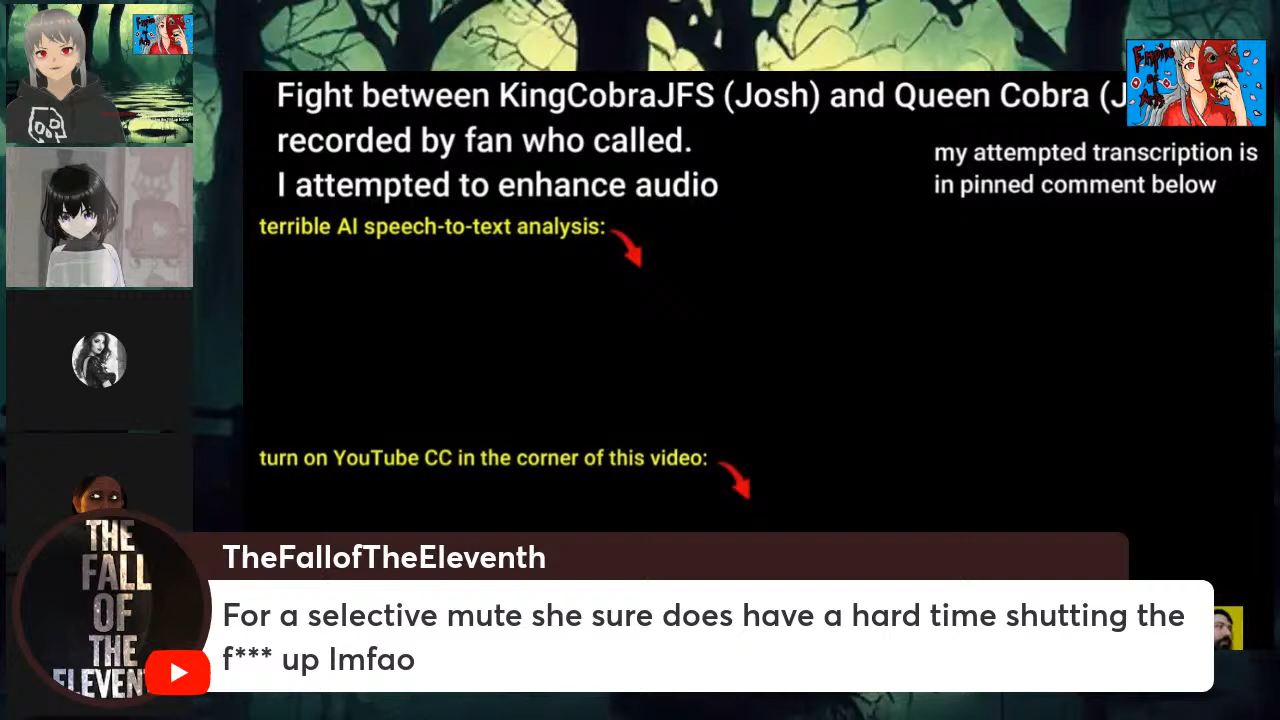 Fight between KingCobraJFS (Josh) and Queen Cobra (J
recorded by fan who called.
I attempted to enhance audio
my attempted transcription is
in pinned comment below
terrible AI speech-to-text analysis:
turn on YouTube CC in the corner of this video:
Empire
of
THE
FALL
OF
THE
ELEVEN
TheFallofTheEleventh
For a selective mute she sure does have a hard time shutting the
f*** up lmfao